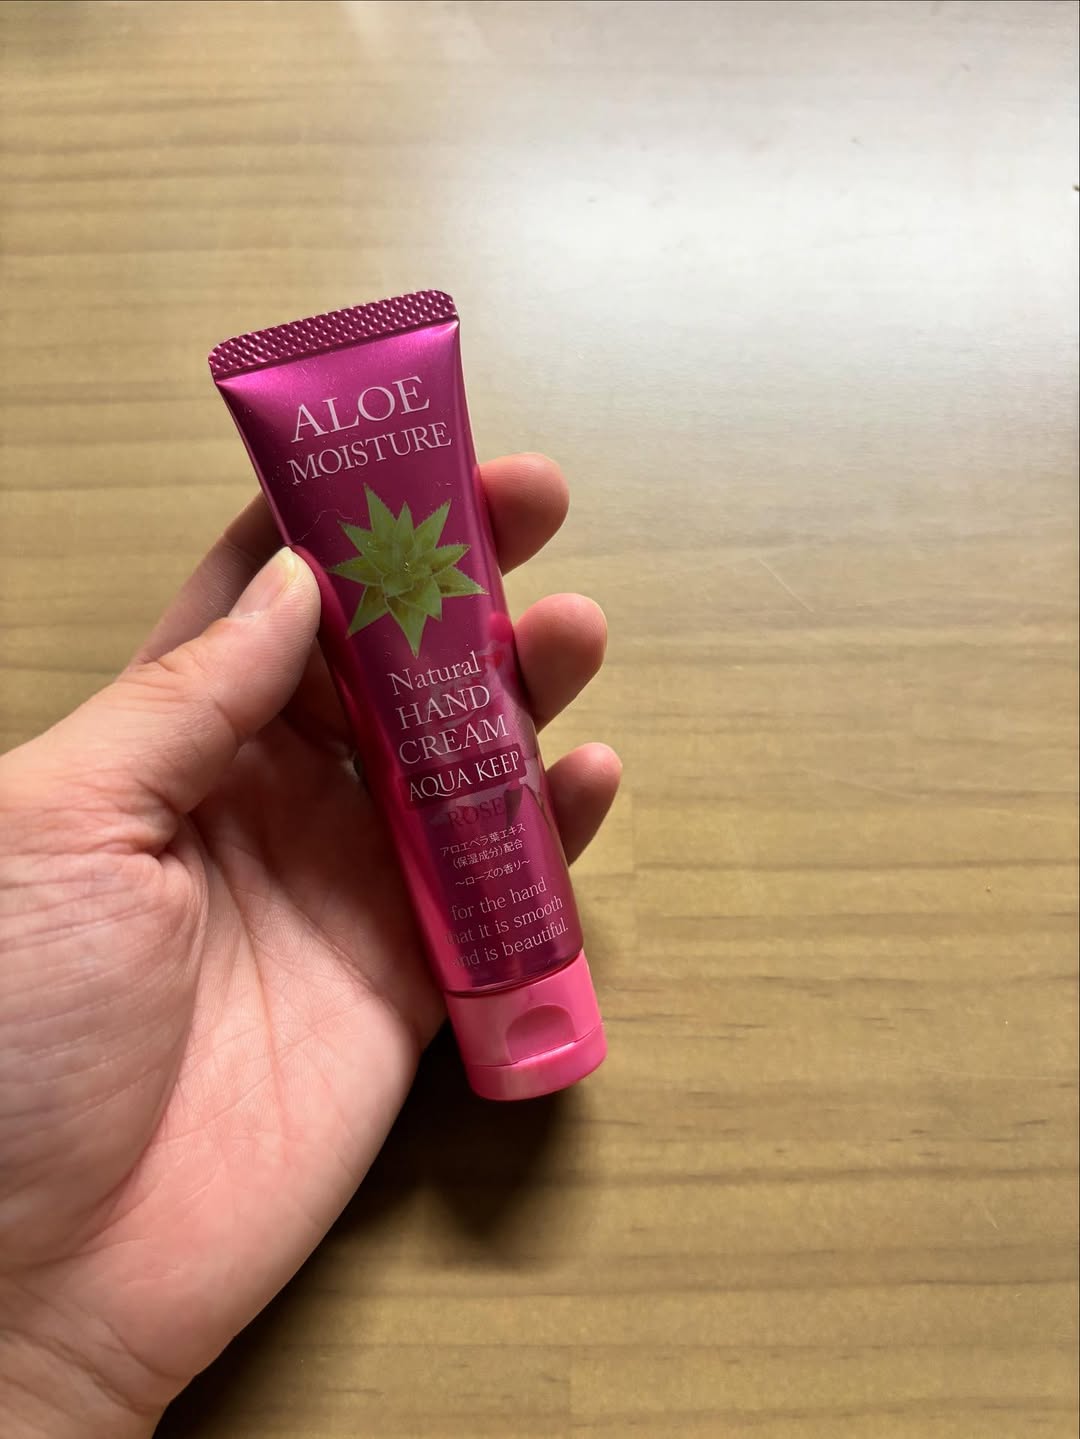 ALOE
MOISTURE
Natural
HAND
CREAM
AQUA KEEP
ROSE
アロエベラ葉エキス
(保湿成分)配合
～ローズの香り～
for the hand
that it is smooth
and is beautiful.